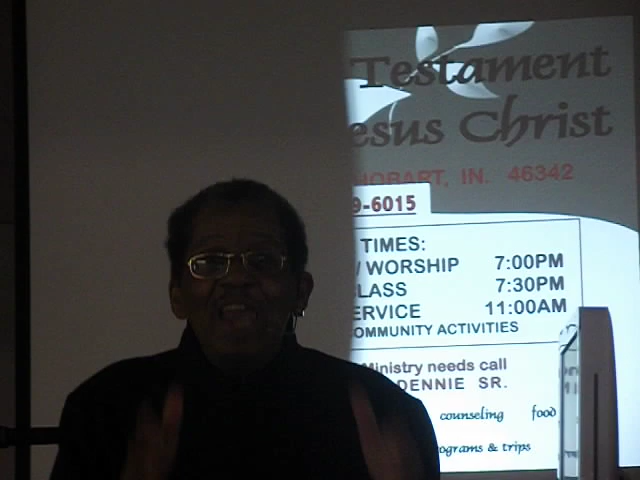 Testament
esus Christ
HOBART, IN. 46342
9-6015
TIMES:
WORSHIP 7:00PM
LASS 7:30PM
ERVICE 11:00AM
OMMUNITY ACTIVITIES
Ministry needs call
DENNIE SR.
counseling food
ograms & trips